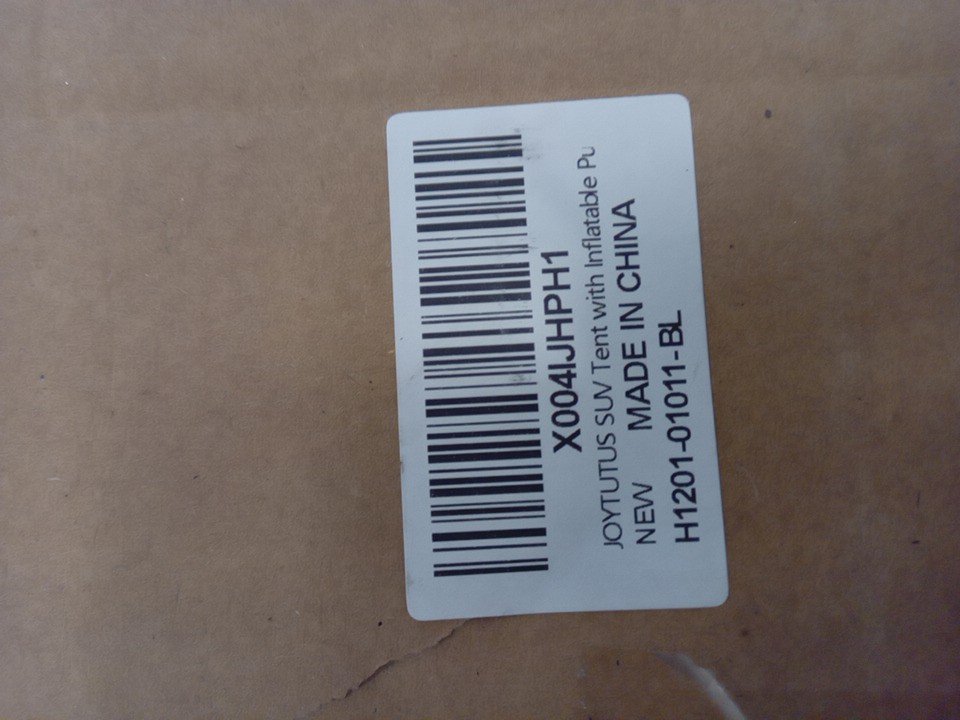 X004IJHPH1
JOYTUTUS SUV Tent with Inflatable Pu
NEW MADE IN CHINA
H1201-01011-BL